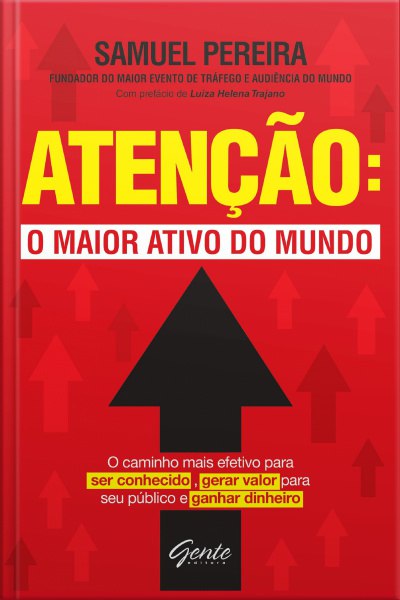 SAMUEL PEREIRA
FUNDADOR DO MAIOR EVENTO DE TRÁFEGO E AUDIÊNCIA DO MUNDO
Com prefácio de Luiza Helena Trajano
ATENÇÃO:
O MAIOR ATIVO DO MUNDO
O caminho mais efetivo para
ser conhecido , gerar valor para
seu público e ganhar dinheiro
Gente
editora